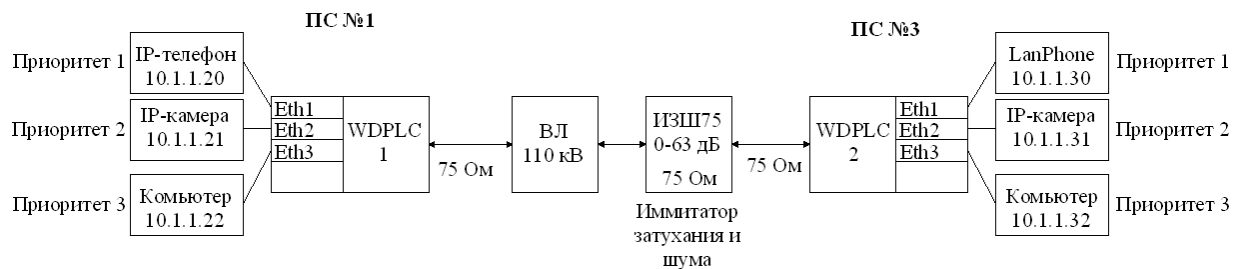 ПС №1
ПС №3
Приоритет 1
IP-телефон
10.1.1.20
Приоритет 2
IP-камера
10.1.1.21
Приоритет 3
Комьютер
10.1.1.22
Eth1
Eth2
Eth3
WDPLC
1
75 Ом
ВЛ
110 кВ
ИЗШ75
0-63 дБ
75 Ом
Иммитатор
затухания и
шума
75 Ом
WDPLC
2
Eth1
Eth2
Eth3
LanPhone
10.1.1.30
Приоритет 1
IP-камера
10.1.1.31
Приоритет 2
Комьютер
10.1.1.32
Приоритет 3